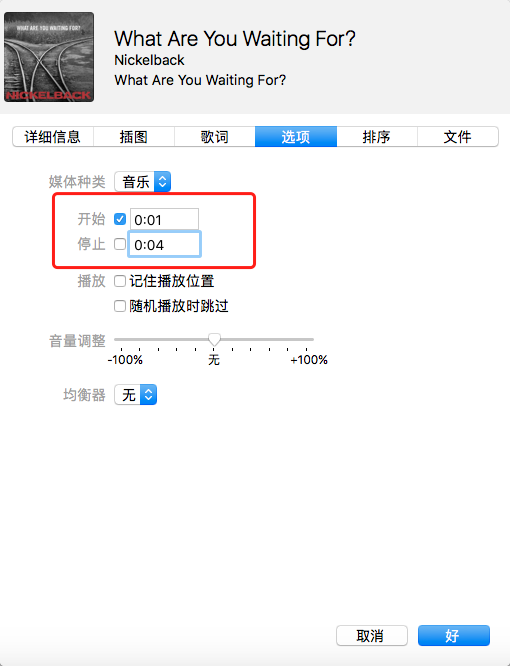 WHAT ARE YOU WAITING FOR?
NICKELBACK
What Are You Waiting For?
Nickelback
What Are You Waiting For?
详细信息 插图 歌词 选项 排序 文件
媒体种类 音乐
开始 0:01
停止 0:04
播放 记住播放位置
随机播放时跳过
音量调整
-100% 无 +100%
均衡器 无
取消 好